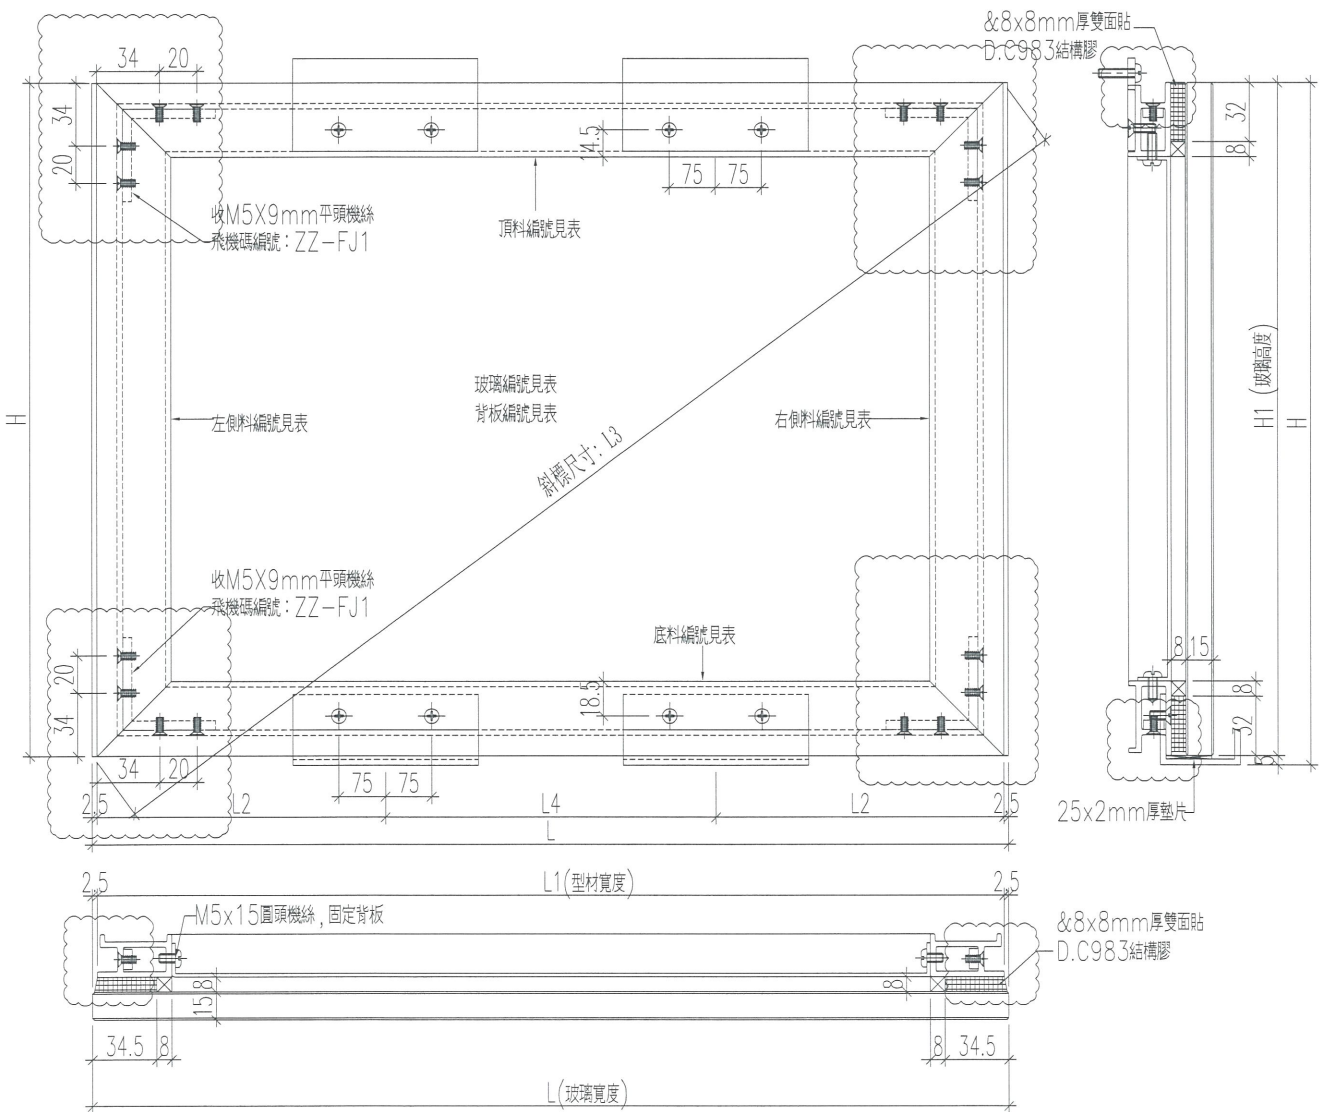 &8x8mm厚雙面貼
D.C983結構膠
34
20
34
20
14.5
75
75
32
8
收M5X9mm平頭機絲
飛機碼編號：ZZ-FJ1
頂料編號見表
H
玻璃編號見表
背板編號見表
左側料編號見表
右側料編號見表
斜標尺寸：L3
H1(玻璃高度)
H
收M5X9mm平頭機絲
飛機碼編號：ZZ-FJ1
底料編號見表
20
34
34
20
18.5
75
75
8
15
8
32
5
2.5
L2
L4
L2
2.5
L
25x2mm厚墊片
2.5
L1(型材寬度)
2.5
M5x15圓頭機絲，固定背板
&8x8mm厚雙面貼
D.C983結構膠
8
15
8
34.5
8
8
34.5
L(玻璃寬度)